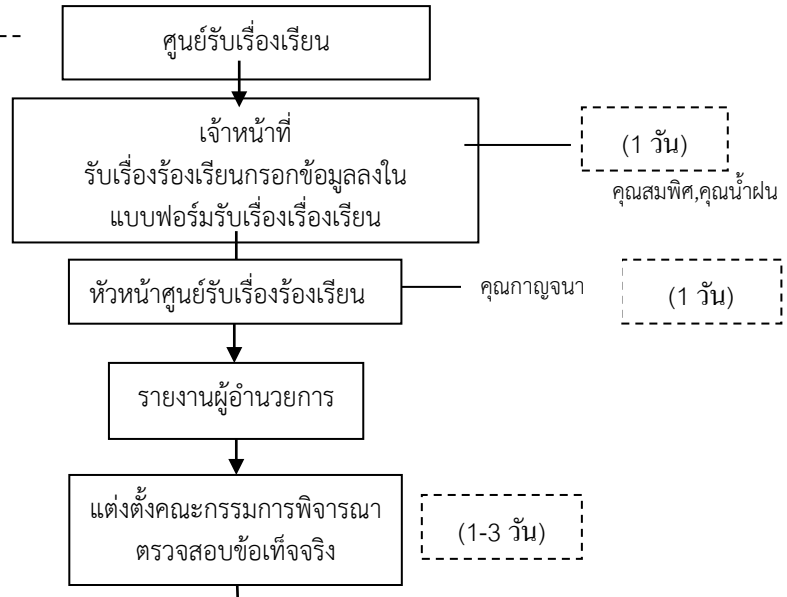 ศูนย์รับเรื่องเรียน
เจ้าหน้าที่
รับเรื่องร้องเรียนกรอกข้อมูลลงใน
แบบฟอร์มรับเรื่องเรื่องเรียน
(1 วัน)
คุณสมพิศ,คุณน้ำฝน
หัวหน้าศูนย์รับเรื่องร้องเรียน
คุณกาญจนา
(1 วัน)
รายงานผู้อำนวยการ
แต่งตั้งคณะกรรมการพิจารณา
ตรวจสอบข้อเท็จจริง
(1-3 วัน)